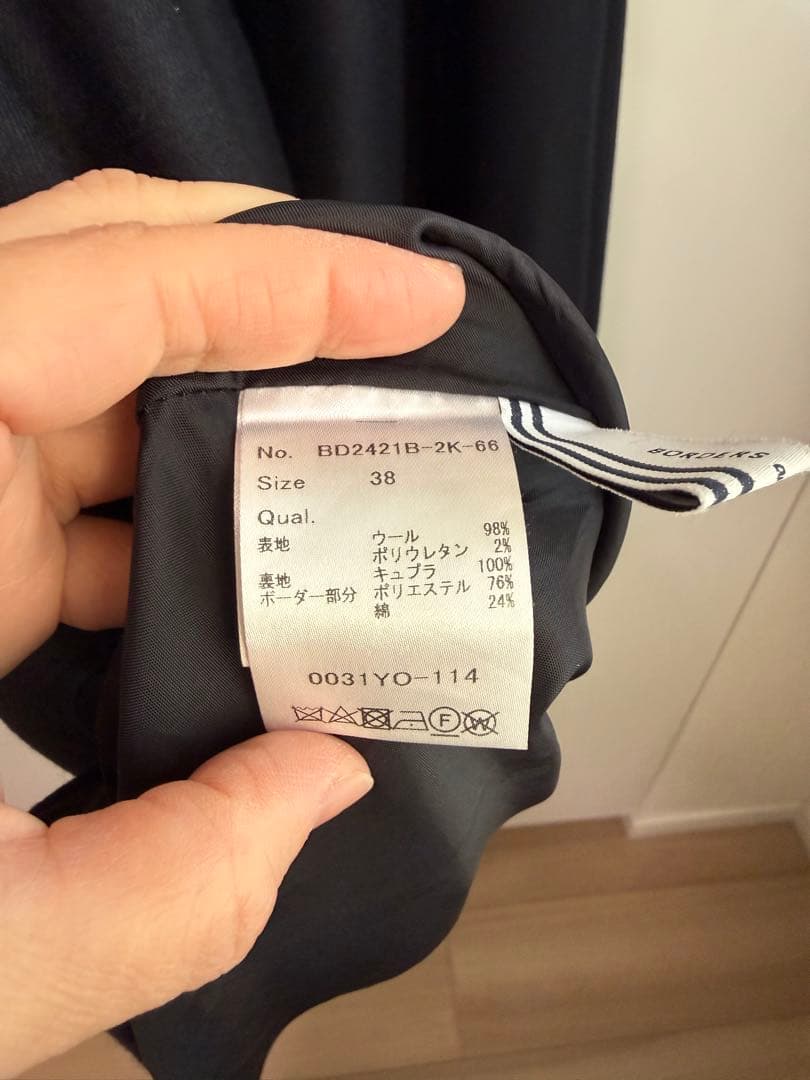 No. BD2421B-2K-66
Size 38
Qual.
表地 ウール 98%
ポリウレタン 2%
裏地 キュプラ 100%
ボーダー部分 ポリエステル 76%
綿 24%
0031YO-114
F W
BORDERS